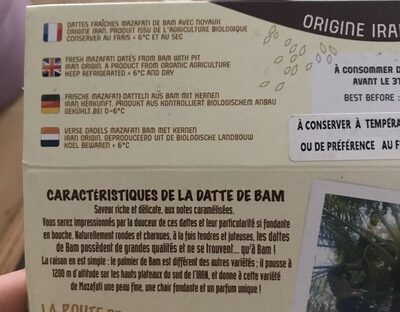 DATTES FRAÎCHES MAZAFATI DE BAM AVEC NOYAUX
ORIGINE IRAN, PRODUIT ISSU DE L'AGRICULTURE BIOLOGIQUE
CONSERVER AU FRAIS < 6°C ET AU SEC
FRESH MAZAFATI DATES FROM BAM WITH PIT
IRAN ORIGIN, A PRODUCT FROM ORGANIC AGRICULTURE
KEEP REFRIGERATED < 6°C AND DRY
FRISCHE MAZAFATI DATTELN AUS BAM MIT KERNEN
IRAN HERKUNFT, PRODUKT AUS KONTROLLIERT BIOLOGISCHEM ANBAU
GEKÜHLT BEI 0-6°C
VERSE DADELS MAZAFATI BAM MET KERNEN
IRAN ORIGIN, GEPRODUCEERD UIT DE BIOLOGISCHE LANDBOUW
KOEL BEWAREN < 6°C
ORIGINE IRAN
À CONSOMMER D
AVANT LE 31
BEST BEFORE :
À CONSERVER À TEMPÉRA
OU DE PRÉFÉRENCE AU F
CARACTÉRISTIQUES DE LA DATTE DE BAM
Saveur riche et délicate, aux notes caramélisées.
Vous serez impressionnés par la douceur de ces dattes et leur particularité si fondante
en bouche. Naturellement rondes et charnues, à la fois tendres et juteuses, les dattes
de Bam possèdent de grandes qualités et ne se trouvent... qu'à Bam !
La raison en est simple : le palmier de Bam est différent des autres variétés ; il pousse à
1200 m d'altitude sur les hauts plateaux du sud de l'IRAN, et donne à cette variété
de Mazafati une peau fine, une chair fondante et un parfum unique !
LA ROUTE DE